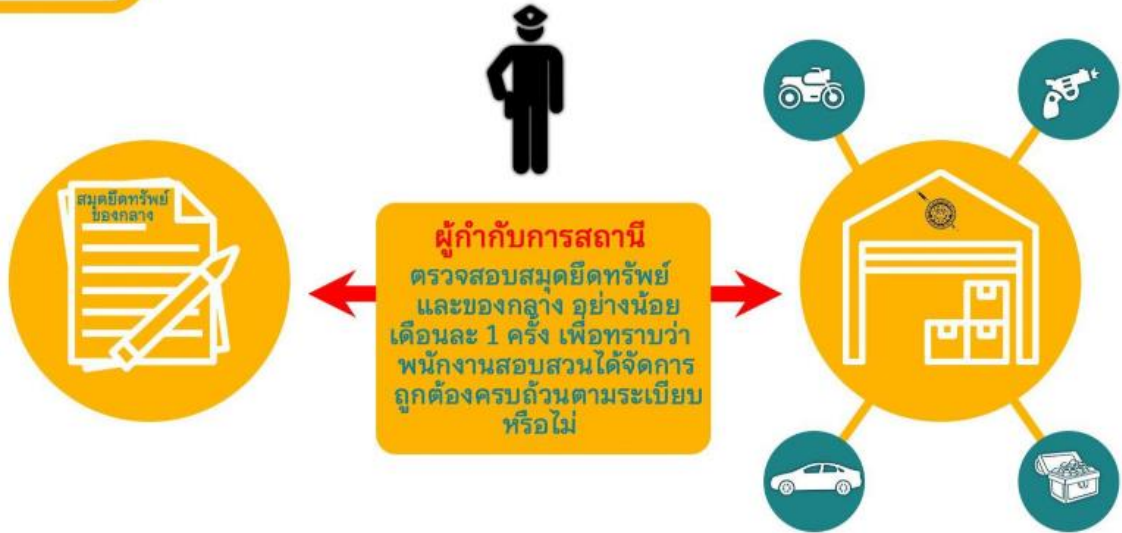 สมุดยึดทรัพย์
ของกลาง
ผู้กำกับการสถานี
ตรวจสอบสมุดยึดทรัพย์
และของกลาง อย่างน้อย
เดือนละ 1 ครั้ง เพื่อทราบว่า
พนักงานสอบสวนได้จัดการ
ถูกต้องครบถ้วนตามระเบียบ
หรือไม่